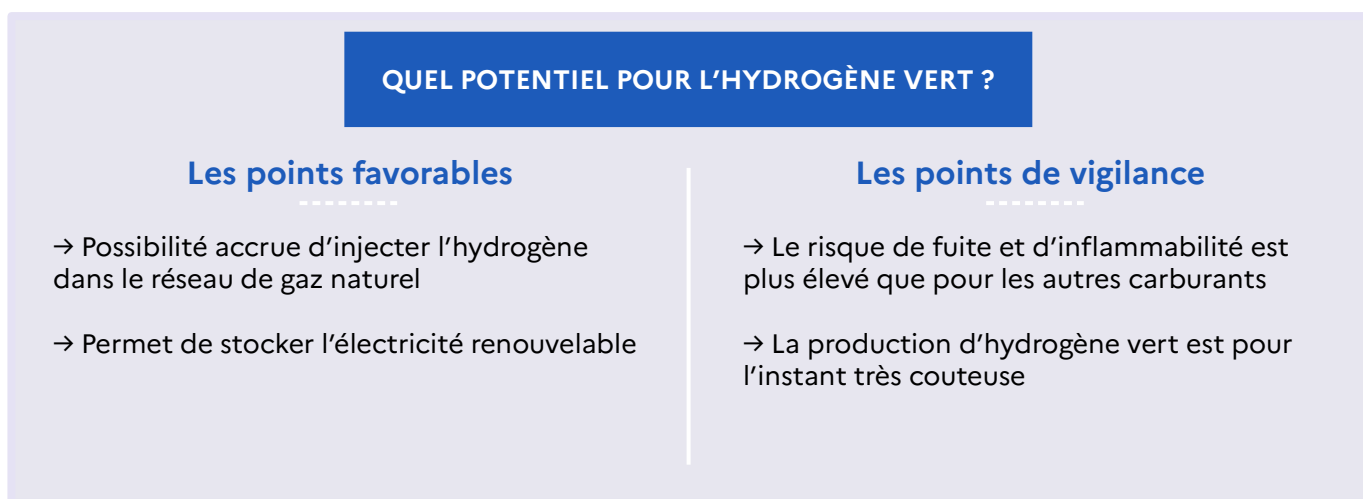 QUEL POTENTIEL POUR L’HYDROGÈNE VERT ?
Les points favorables
→ Possibilité accrue d’injecter l’hydrogène
dans le réseau de gaz naturel
→ Permet de stocker l’électricité renouvelable
Les points de vigilance
→ Le risque de fuite et d’inflammabilité est
plus élevé que pour les autres carburants
→ La production d’hydrogène vert est pour
l’instant très couteuse